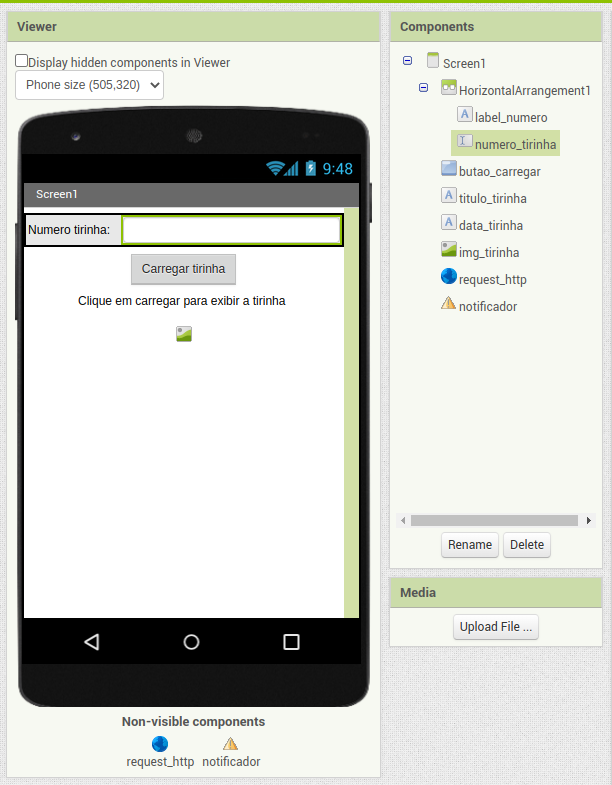 Viewer
Display hidden components in Viewer
Phone size (505,320)
9:48
Screen1
Numero tirinha:
Carregar tirinha
Clique em carregar para exibir a tirinha
Non-visible components
request_http
notificador
Components
Screen1
HorizontalArrangement1
label_numero
numero_tirinha
butao_carregar
titulo_tirinha
data_tirinha
img_tirinha
request_http
notificador
Rename
Delete
Media
Upload File ...